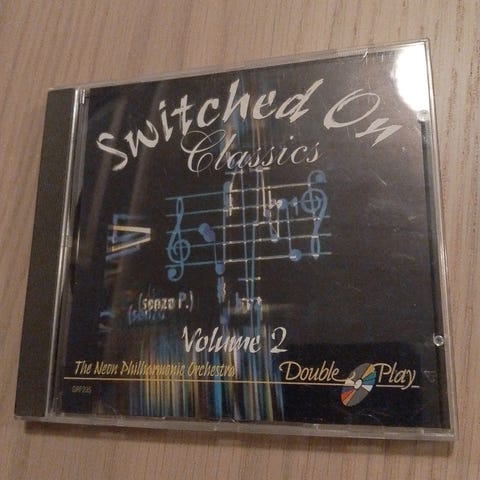 Switched On
Classics
(senza P.)
Volume 2
The Neon Philharmonic Orchestra
Double Play